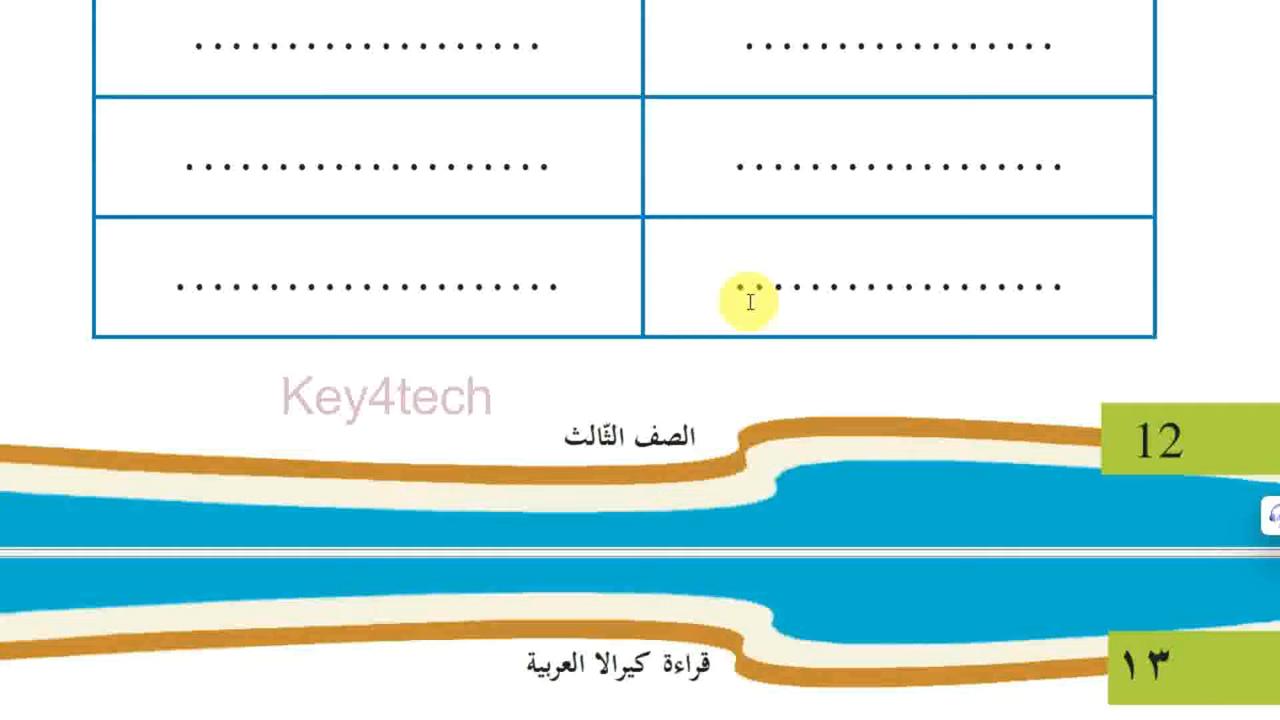 . . . . . . . . . . . . . . . . . . . . . . . . . . . . . . . . . . . .
. . . . . . . . . . . . . . . . . . . . . . . . . . . . . . . . . . . . . .
. . . . . . . . . . . . . . . . . . . . . . . . . . . . . . . . . . . . . . .
Key4tech
الصف الثّالث
12
قراءة كيرالا العربية
١٣